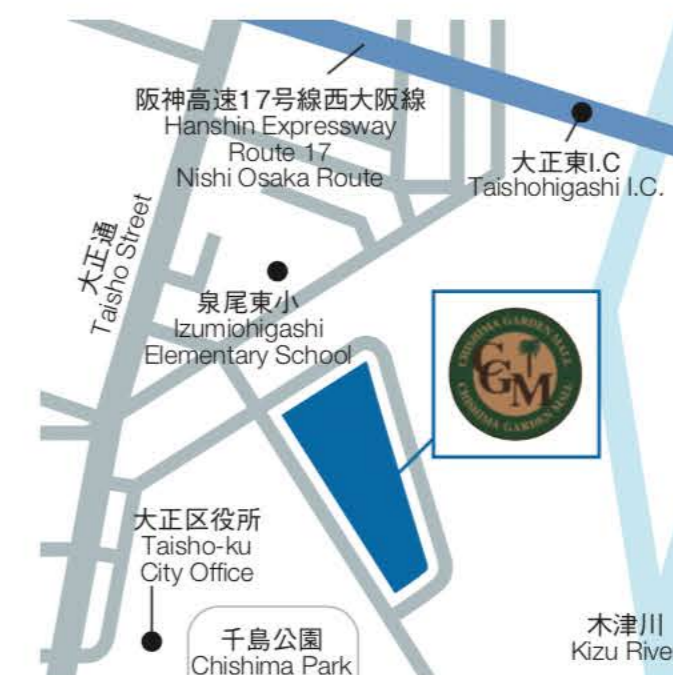 阪神高速17号線西大阪線
Hanshin Expressway
Route 17
Nishi Osaka Route
大正東I.C
Taishohigashi I.C.
大正通
Taisho Street
泉尾東小
Izumiohigashi
Elementary School
CHISHIMA GARDEN MALL
CGM
CHISHIMA GARDEN MALL
大正区役所
Taisho-ku
City Office
千島公園
Chishima Park
木津川
Kizu Rive